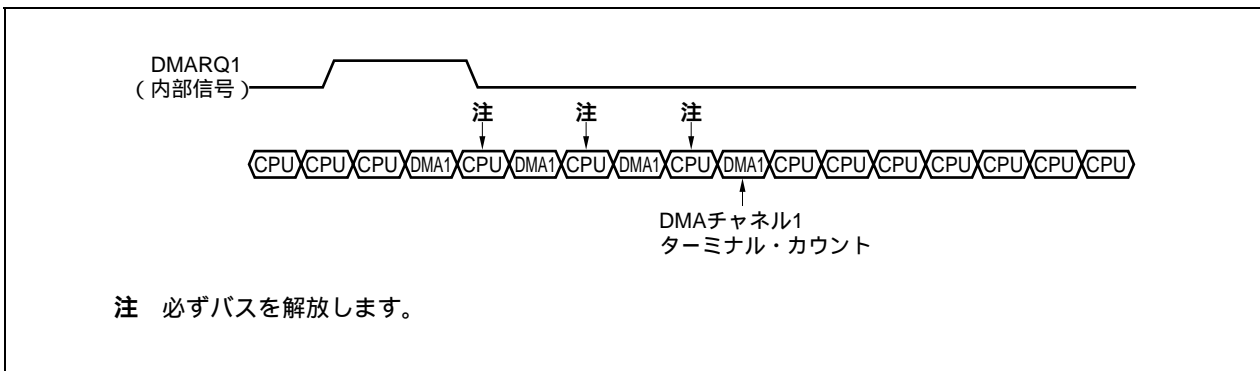 DMARQ1
（内部信号）
注 注 注
CPU CPU CPU DMA1 CPU DMA1 CPU DMA1 CPU DMA1 CPU CPU CPU CPU CPU CPU CPU
DMAチャネル1
ターミナル・カウント
注 必ずバスを解放します。